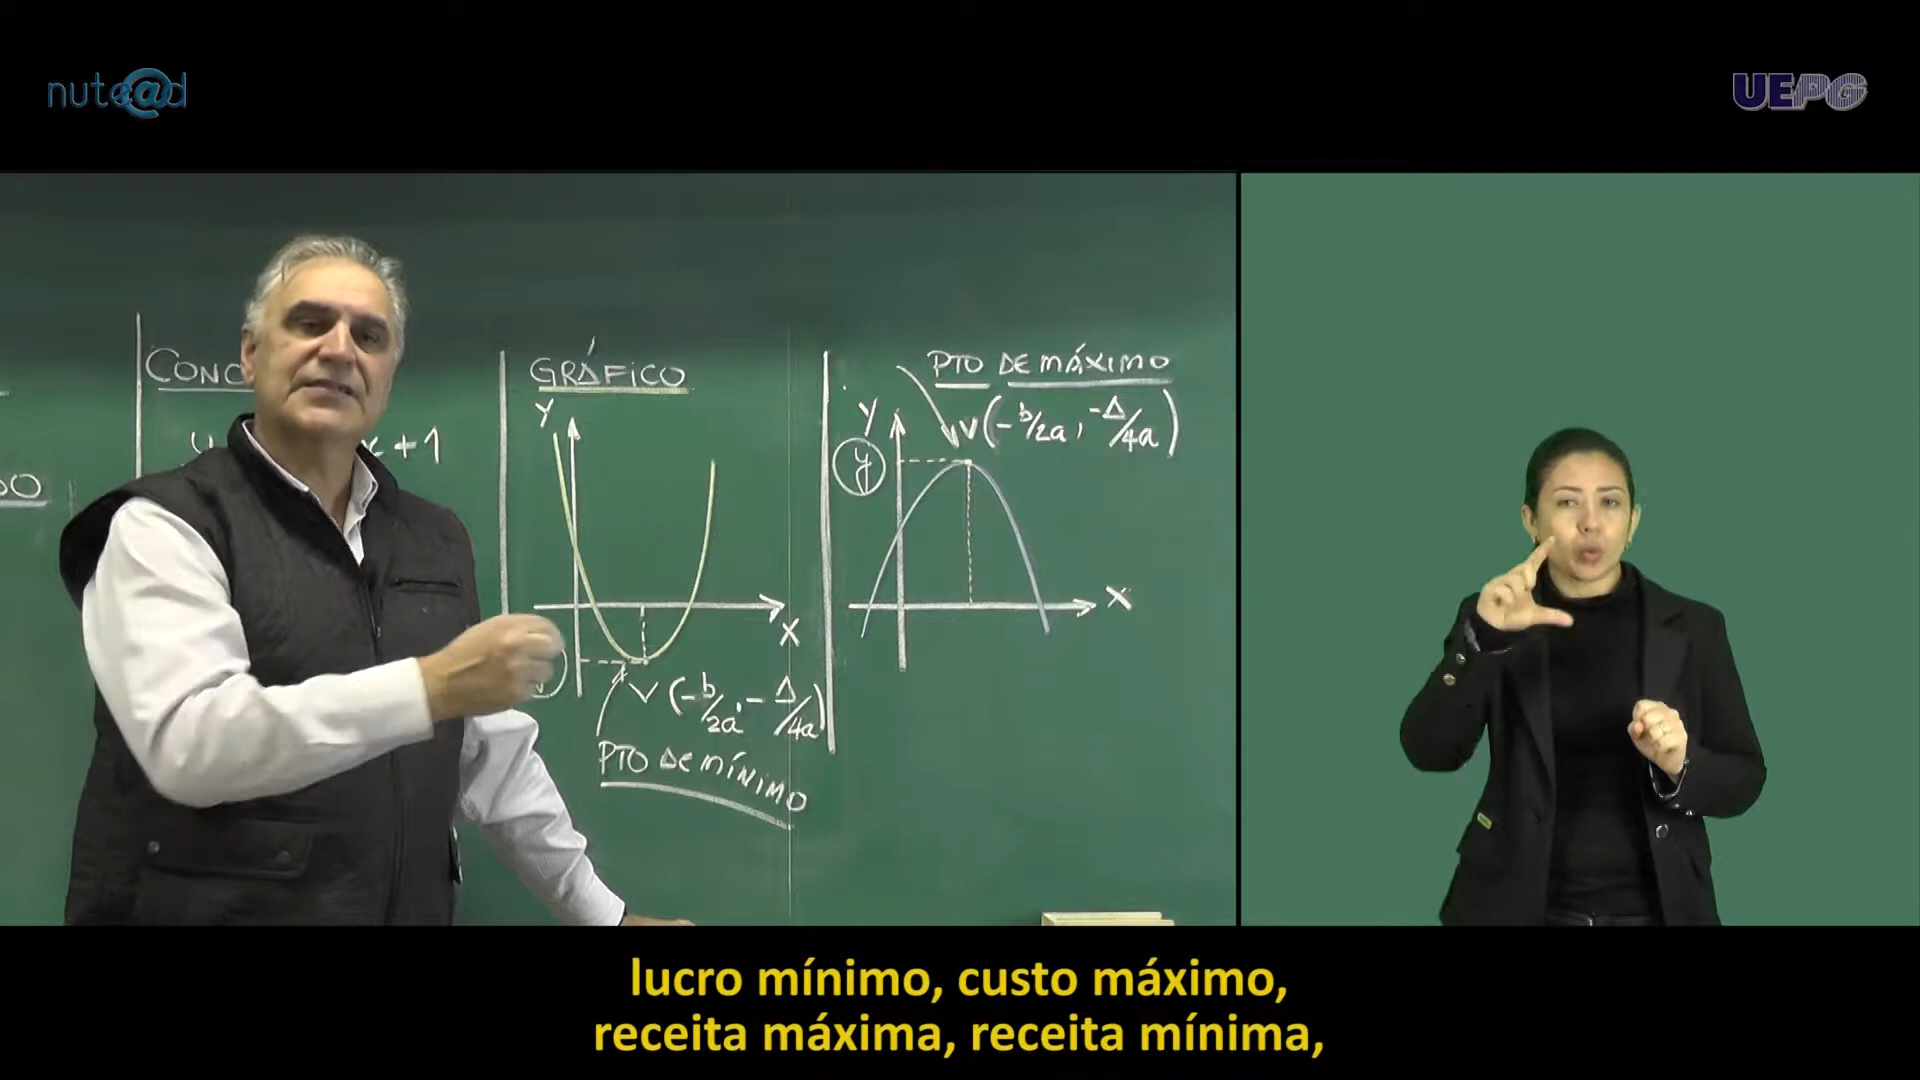 nute@d
UEPG
CONC
GRÁFICO
PTO DE MÁXIMO
Y
Y
V(-b/2a, -Δ/4a)
x+1
y
X
X
V(-b/2a, -Δ/4a)
PTO DE MÍNIMO
lucro mínimo, custo máximo,
receita máxima, receita mínima,